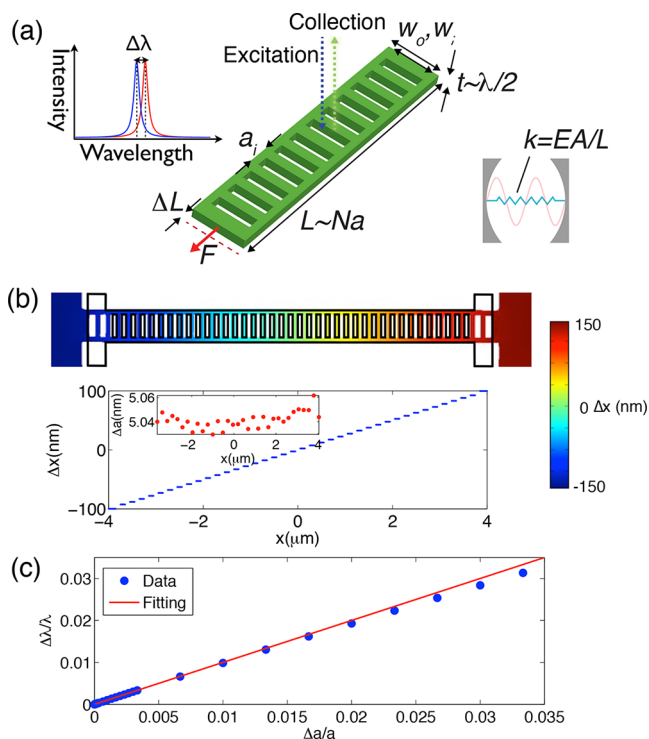 (a)
Δλ
Intensity
Wavelength
Collection
Excitation
wₒ, wᵢ
t~λ/2
aᵢ
k=EA/L
ΔL
L~Na
F
(b)
150
0 Δx (nm)
-150
100
0
-100
Δx(nm)
5.06
5.04
Δa(nm)
−2 0 2 4
x(μm)
−4 −2 0 2 4
x(μm)
(c)
Data
Fitting
0.03
0.02
0.01
0
Δλ/λ
0 0.005 0.01 0.015 0.02 0.025 0.03 0.035
Δa/a